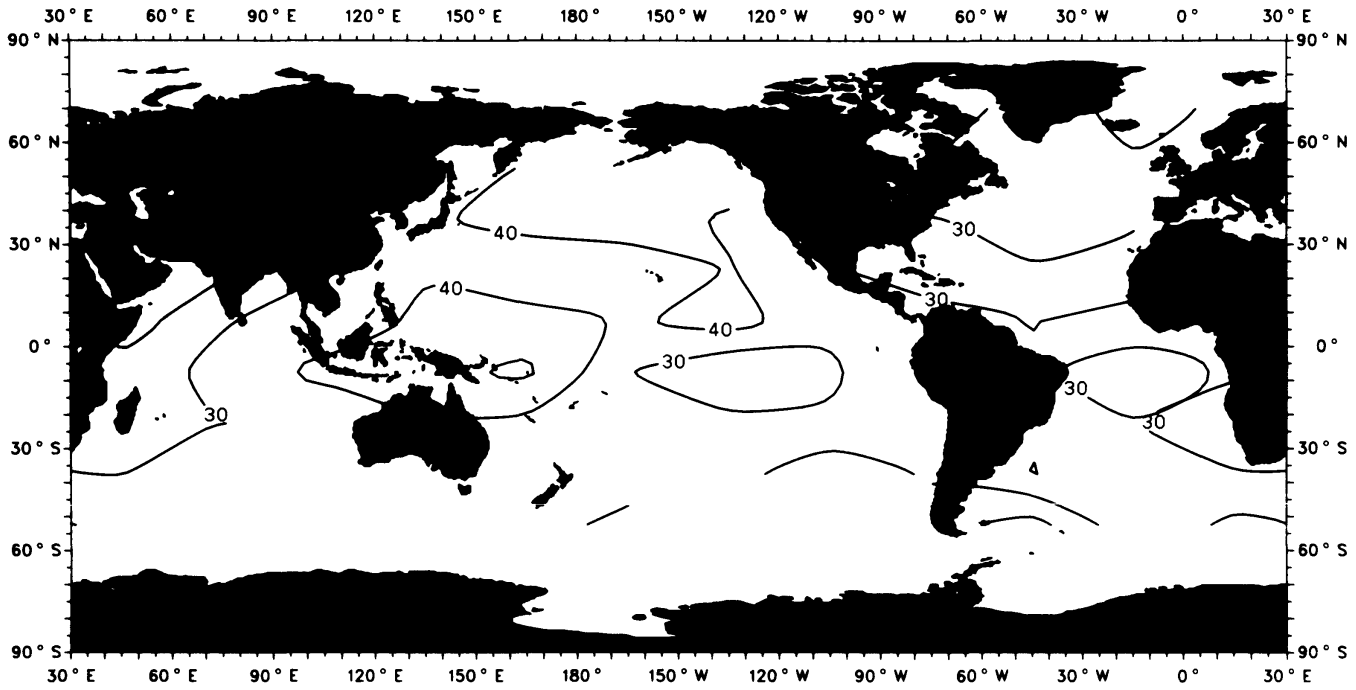 30° E 60° E 90° E 120° E 150° E 180° 150° W 120° W 90° W 60° W 30° W 0° 30° E
90° N 90° N
60° N 60° N
40 30
30° N 30° N
40 30
40
0° 0°
30
30
30 30
30° S 30° S
60° S 60° S
90° S 90° S
30° E 60° E 90° E 120° E 150° E 180° 150° W 120° W 90° W 60° W 30° W 0° 30° E